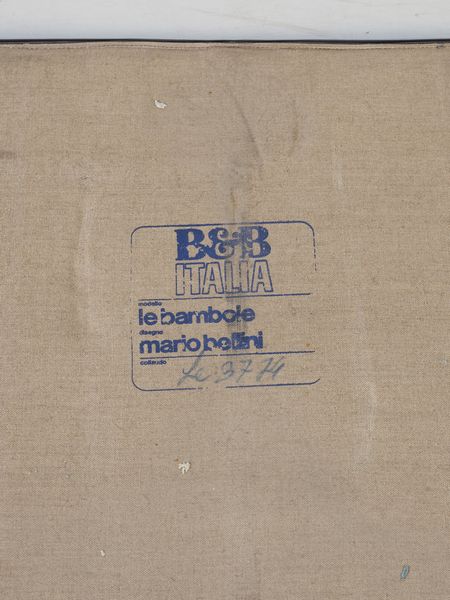 B&B
ITALIA
modello
le bambole
disegno
mario bellini
collaudo